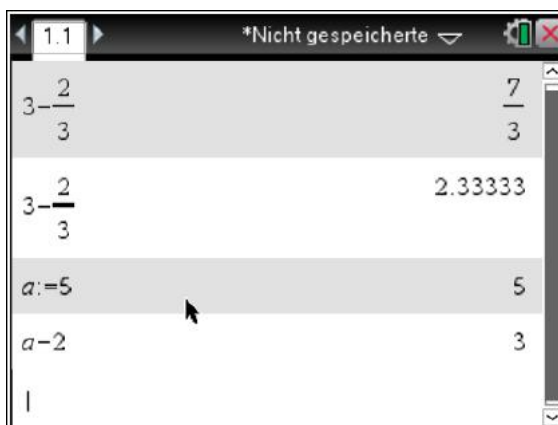 1.1 *Nicht gespeicherte
3-2/3 7/3
3-2/3 2.33333
a:=5 5
a-2 3